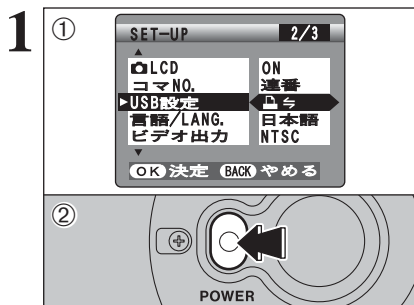 1
①
SET-UP 2/3
LCD ON
コマNO. 連番
USB設定
言語/LANG. 日本語
ビデオ出力 NTSC
OK 決定 BACK やめる
②
POWER